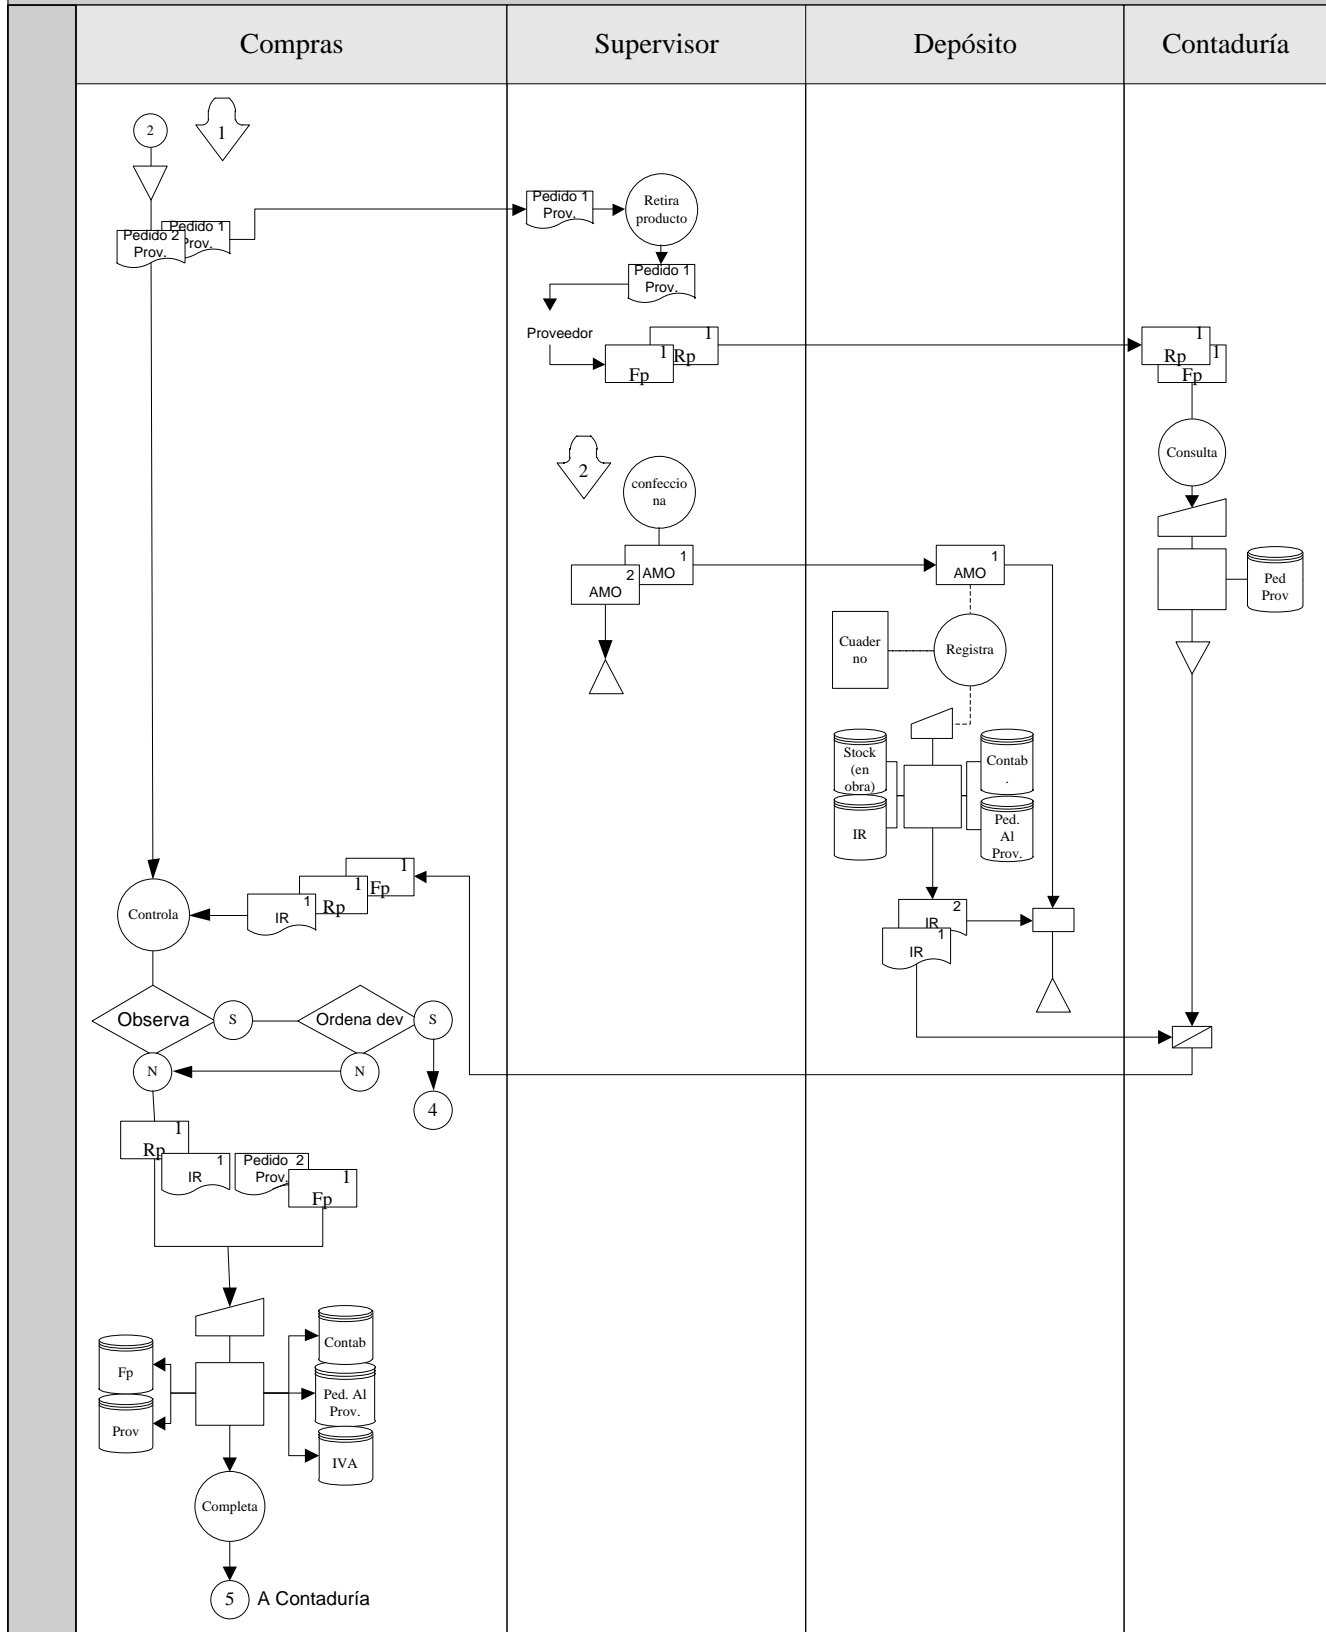 Compras
Supervisor
Depósito
Contaduría
2
1
Pedido 1
Prov.
Pedido 2
Prov.
Pedido 1
Prov.
Retira
producto
Pedido 1
Prov.
Proveedor
1
Rp
1
Fp
1
Rp
1
Fp
Consulta
2
confeccio
na
1
AMO
2
AMO
1
AMO
Ped
Prov
Cuader
no
Registra
Stock
(en
obra)
Contab
.
IR
Ped.
Al
Prov.
1
Fp
1
Rp
1
IR
Controla
2
IR
1
IR
Observa
S
Ordena dev
S
N
N
4
1
Rp
1
IR
Pedido 2
Prov.
1
Fp
Contab
Fp
Ped. Al
Prov.
Prov
IVA
Completa
5
A Contaduría